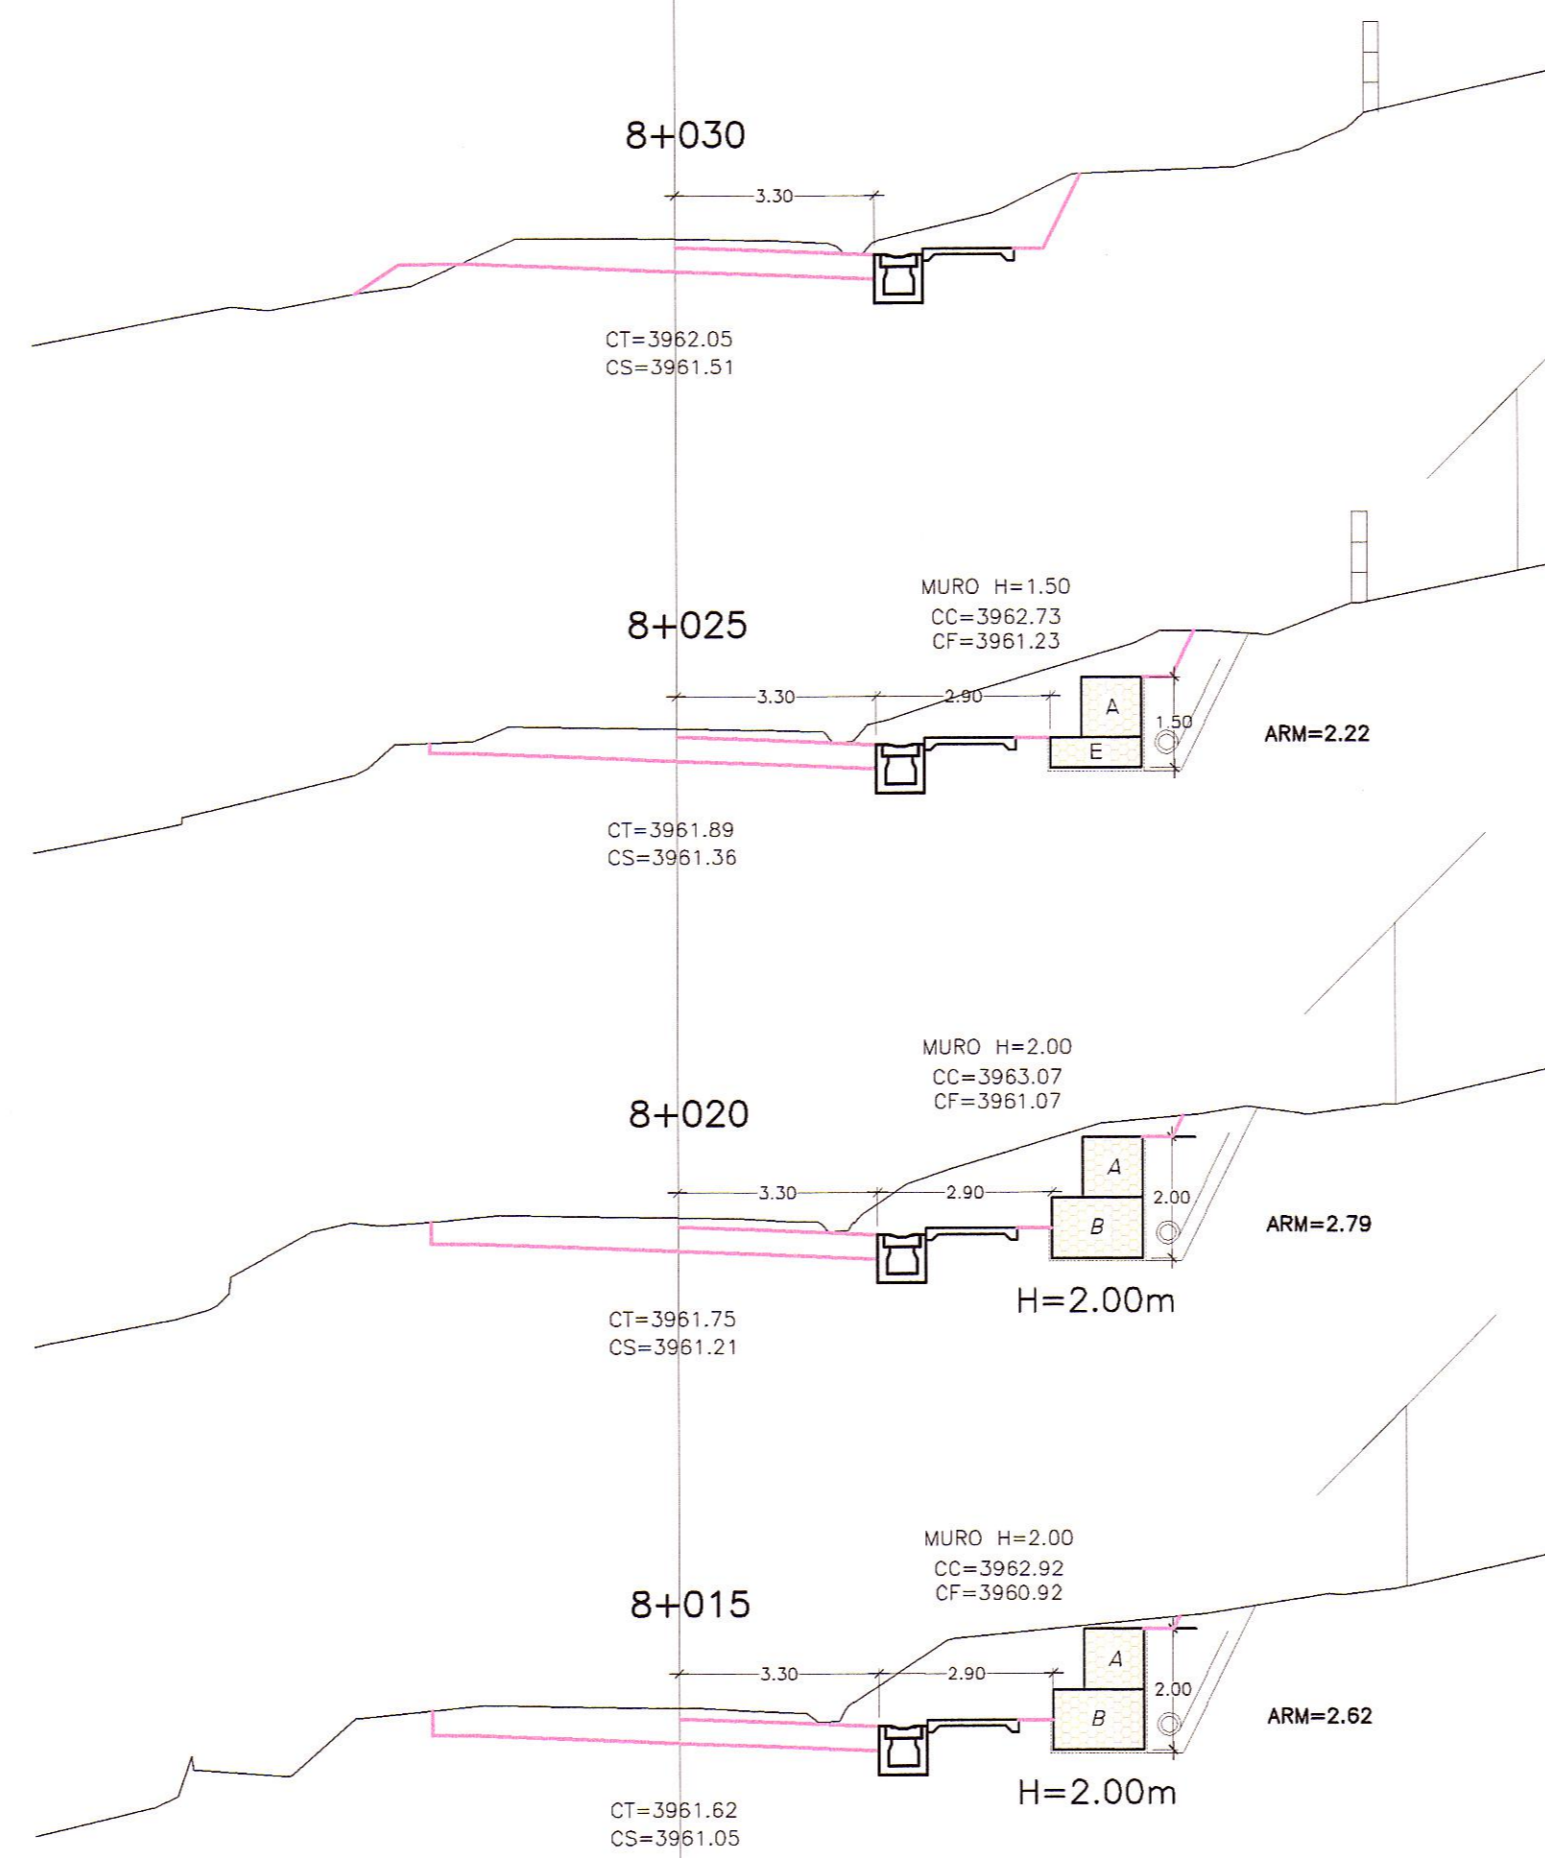 8+030
3.30
CT=3962.05
CS=3961.51
MURO H=1.50
CC=3962.73
CF=3961.23
8+025
3.30
2.90
A
1.50
E
ARM=2.22
CT=3961.89
CS=3961.36
MURO H=2.00
CC=3963.07
CF=3961.07
8+020
3.30
2.90
A
2.00
B
ARM=2.79
H=2.00m
CT=3961.75
CS=3961.21
MURO H=2.00
CC=3962.92
CF=3960.92
8+015
3.30
2.90
A
2.00
B
ARM=2.62
H=2.00m
CT=3961.62
CS=3961.05